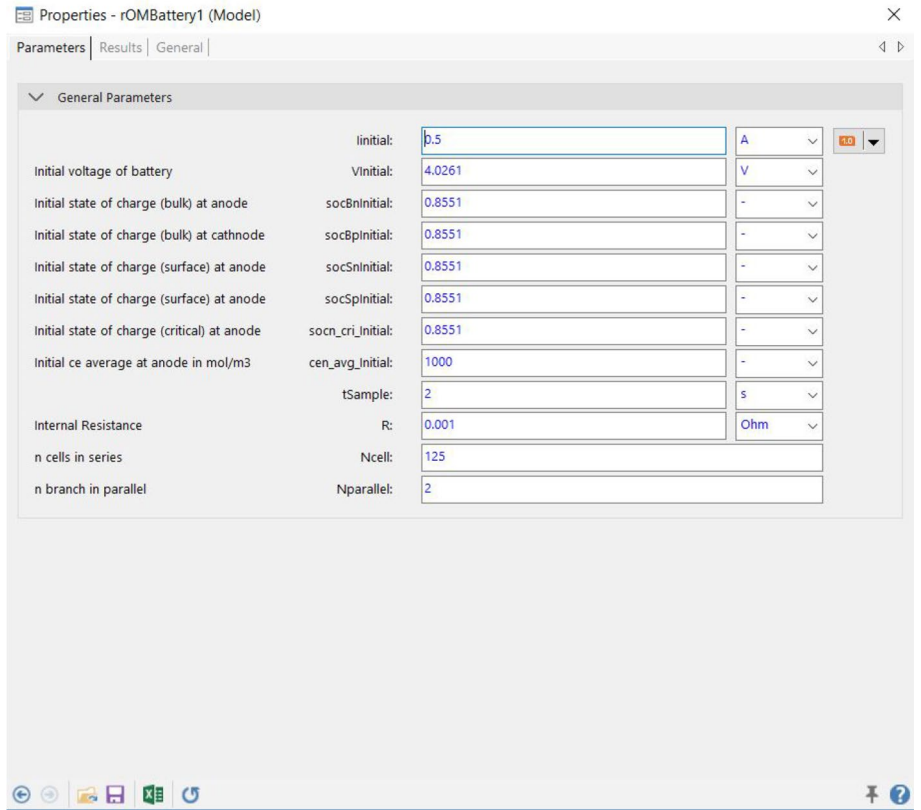 Properties - rOMBattery1 (Model)
Parameters Results General
General Parameters
Iinitial: 0.5 A 1.0
Initial voltage of battery VInitial: 4.0261 V
Initial state of charge (bulk) at anode socBnInitial: 0.8551 -
Initial state of charge (bulk) at cathnode socBpInitial: 0.8551 -
Initial state of charge (surface) at anode socSnInitial: 0.8551 -
Initial state of charge (surface) at anode socSpInitial: 0.8551 -
Initial state of charge (critical) at anode socn_cri_Initial: 0.8551 -
Initial ce average at anode in mol/m3 cen_avg_Initial: 1000 -
tSample: 2 s
Internal Resistance R: 0.001 Ohm
n cells in series Ncell: 125
n branch in parallel Nparallel: 2